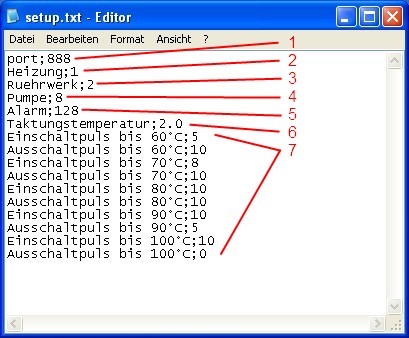 setup.txt - Editor
Datei Bearbeiten Format Ansicht ?
port;888 1
Heizung;1 2
Ruehrwerk;2 3
Pumpe;8 4
Alarm;128 5
Taktungstemperatur;2.0 6
Einschaltpuls bis 60°C;5 7
Ausschaltpuls bis 60°C;10
Einschaltpuls bis 70°C;8
Ausschaltpuls bis 70°C;10
Einschaltpuls bis 80°C;10
Ausschaltpuls bis 80°C;10
Einschaltpuls bis 90°C;10
Ausschaltpuls bis 90°C;5
Einschaltpuls bis 100°C;10
Ausschaltpuls bis 100°C;0